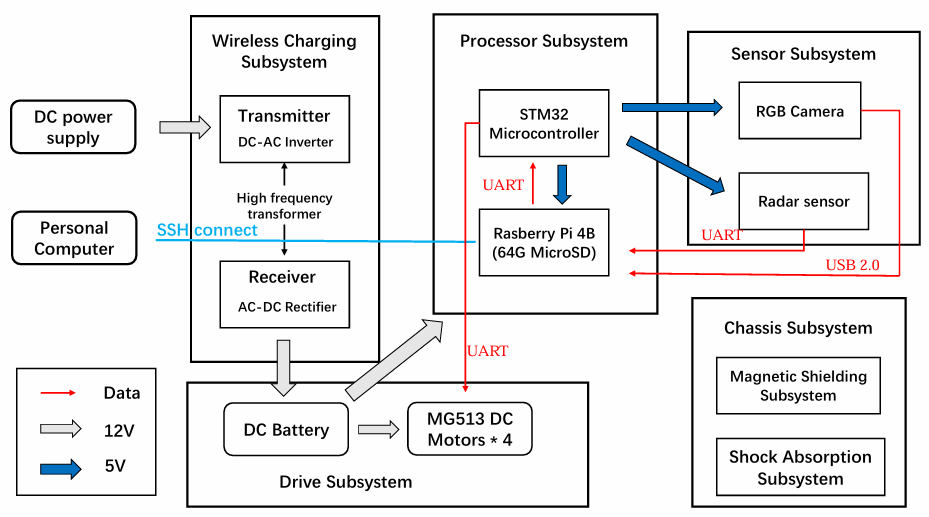 Wireless Charging
Subsystem
DC power
supply
Transmitter
DC-AC Inverter
High frequency
transformer
Personal
Computer
SSH connect
Receiver
AC-DC Rectifier
Processor Subsystem
STM32
Microcontroller
UART
Rasberry Pi 4B
(64G MicroSD)
Sensor Subsystem
RGB Camera
Radar sensor
UART
USB 2.0
UART
Data
12V
5V
DC Battery
MG513 DC
Motors * 4
Drive Subsystem
Chassis Subsystem
Magnetic Shielding
Subsystem
Shock Absorption
Subsystem